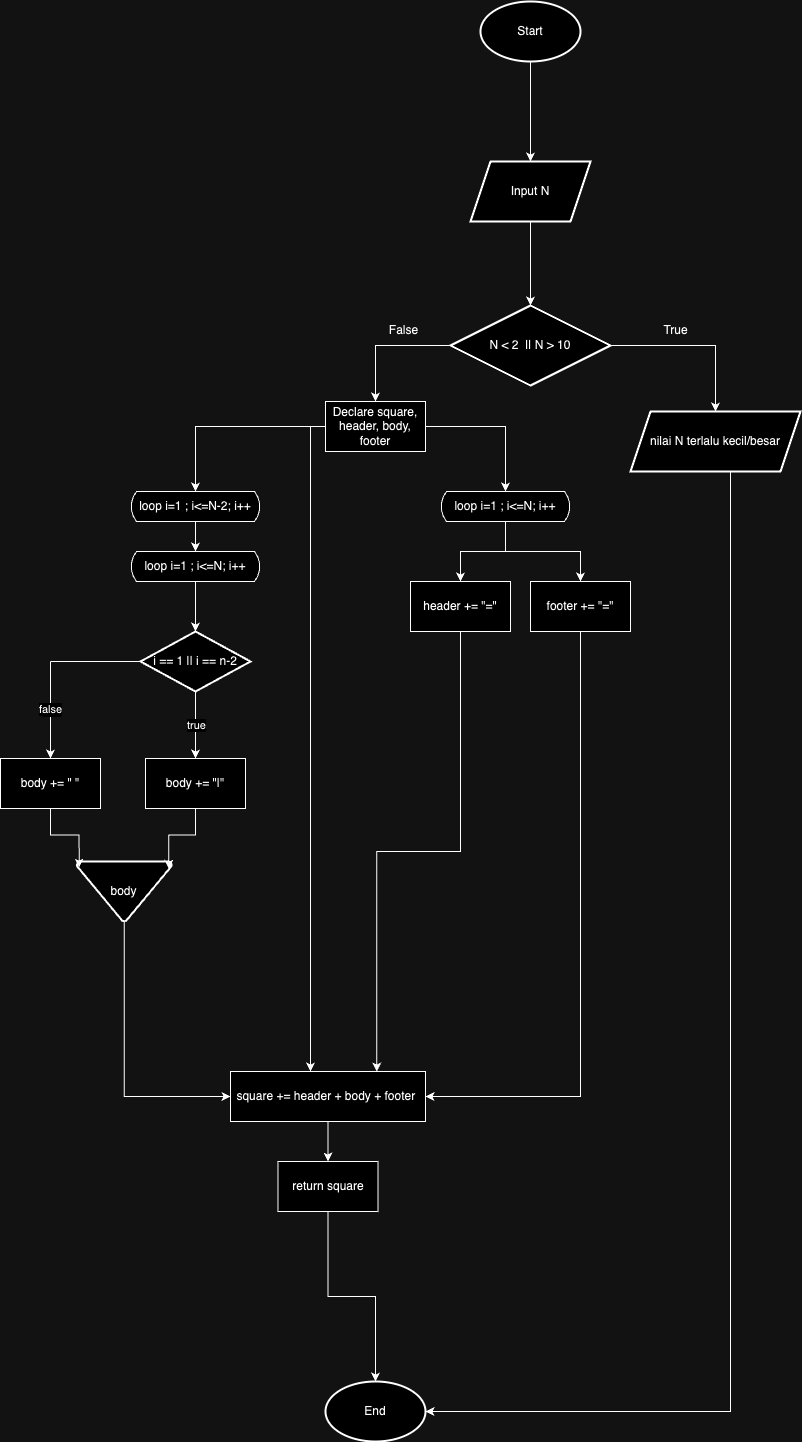 Start
Input N
False
True
N < 2 || N > 10
Declare square,
header, body,
footer
nilai N terlalu kecil/besar
loop i=1 ; i<=N-2; i++
loop i=1 ; i<=N; i++
loop i=1 ; i<=N; i++
header += "="
footer += "="
i == 1 || i == n-2
false
true
body += " "
body += "|"
body
square += header + body + footer
return square
End